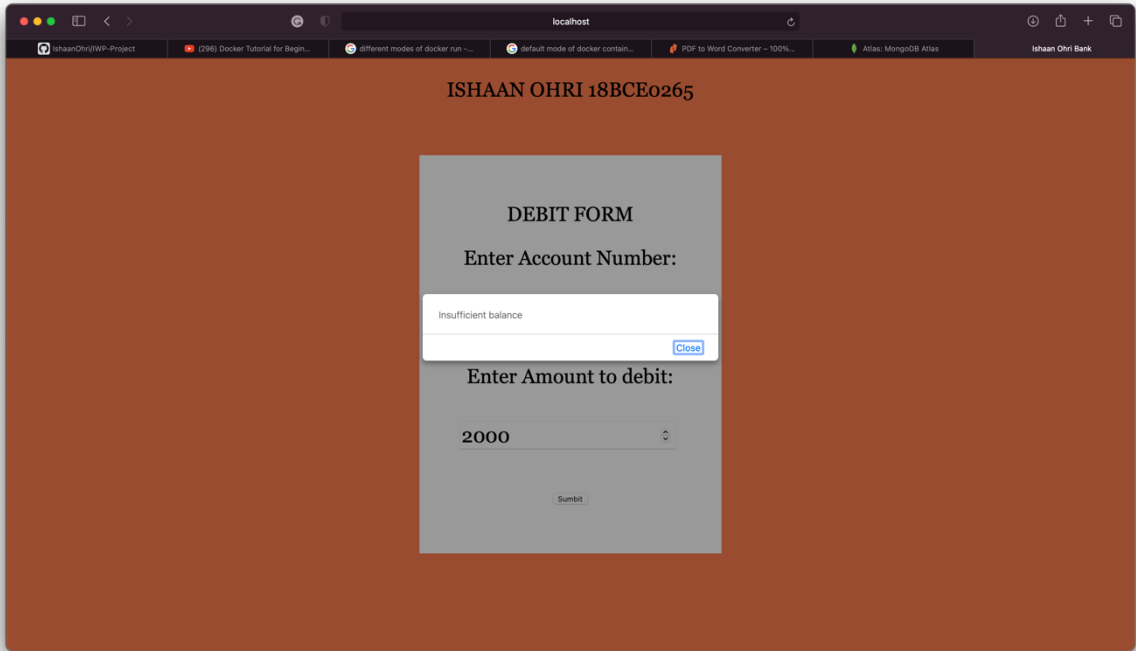 localhost
IshaanOhri/IWP-Project
(296) Docker Tutorial for Begin...
different modes of docker run -...
default mode of docker contain...
PDF to Word Converter – 100%...
Atlas: MongoDB Atlas
Ishaan Ohri Bank
ISHAAN OHRI 18BCE0265
DEBIT FORM
Enter Account Number:
Insufficient balance
Close
Enter Amount to debit:
2000
Sumbit